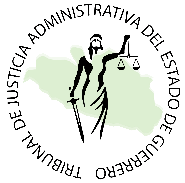 TRIBUNAL DE JUSTICIA ADMINISTRATIVA DEL ESTADO DE GUERRERO